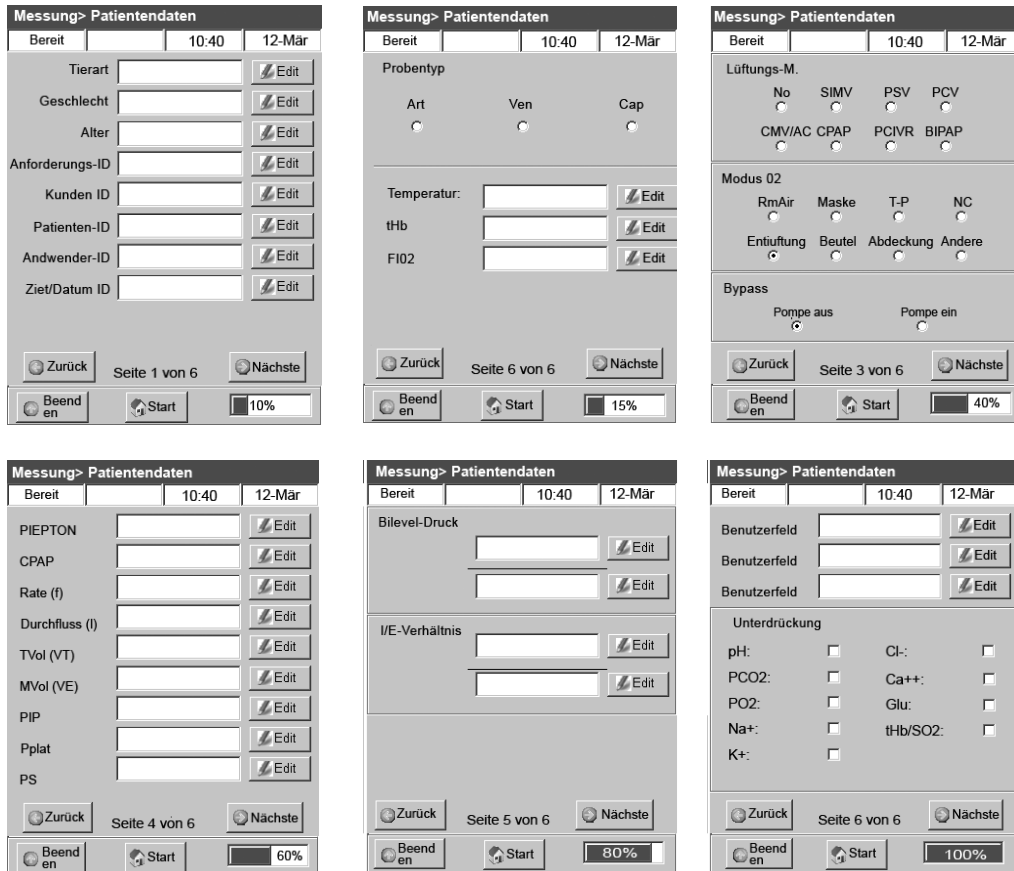 Messung> Patientendaten
Bereit 10:40 12-Mär
Tierart Edit
Geschlecht Edit
Alter Edit
Anforderungs-ID Edit
Kunden ID Edit
Patienten-ID Edit
Andwender-ID Edit
Ziet/Datum ID Edit
Zurück Seite 1 von 6 Nächste
Beend
en Start 10%
Messung> Patientendaten
Bereit 10:40 12-Mär
Probentyp
Art Ven Cap
Temperatur: Edit
tHb Edit
FI02 Edit
Zurück Seite 6 von 6 Nächste
Beend
en Start 15%
Messung> Patientendaten
Bereit 10:40 12-Mär
Lüftungs-M.
No SIMV PSV PCV
CMV/AC CPAP PCIVR BIPAP
Modus 02
RmAir Maske T-P NC
Entiuftung Beutel Abdeckung Andere
Bypass
Pompe aus Pompe ein
Zurück Seite 3 von 6 Nächste
Beend
en Start 40%
Messung> Patientendaten
Bereit 10:40 12-Mär
PIEPTON Edit
CPAP Edit
Rate (f) Edit
Durchfluss (l) Edit
TVol (VT) Edit
MVol (VE) Edit
PIP Edit
Pplat Edit
PS Edit
Zurück Seite 4 von 6 Nächste
Beend
en Start 60%
Messung> Patientendaten
Bereit 10:40 12-Mär
Bilevel-Druck
Edit
Edit
I/E-Verhältnis
Edit
Edit
Zurück Seite 5 von 6 Nächste
Beend
en Start 80%
Messung> Patientendaten
Bereit 10:40 12-Mär
Benutzerfeld Edit
Benutzerfeld Edit
Benutzerfeld Edit
Unterdrückung
pH: Cl-:
PCO2: Ca++:
PO2: Glu:
Na+: tHb/SO2:
K+:
Zurück Seite 6 von 6 Nächste
Beend
en Start 100%